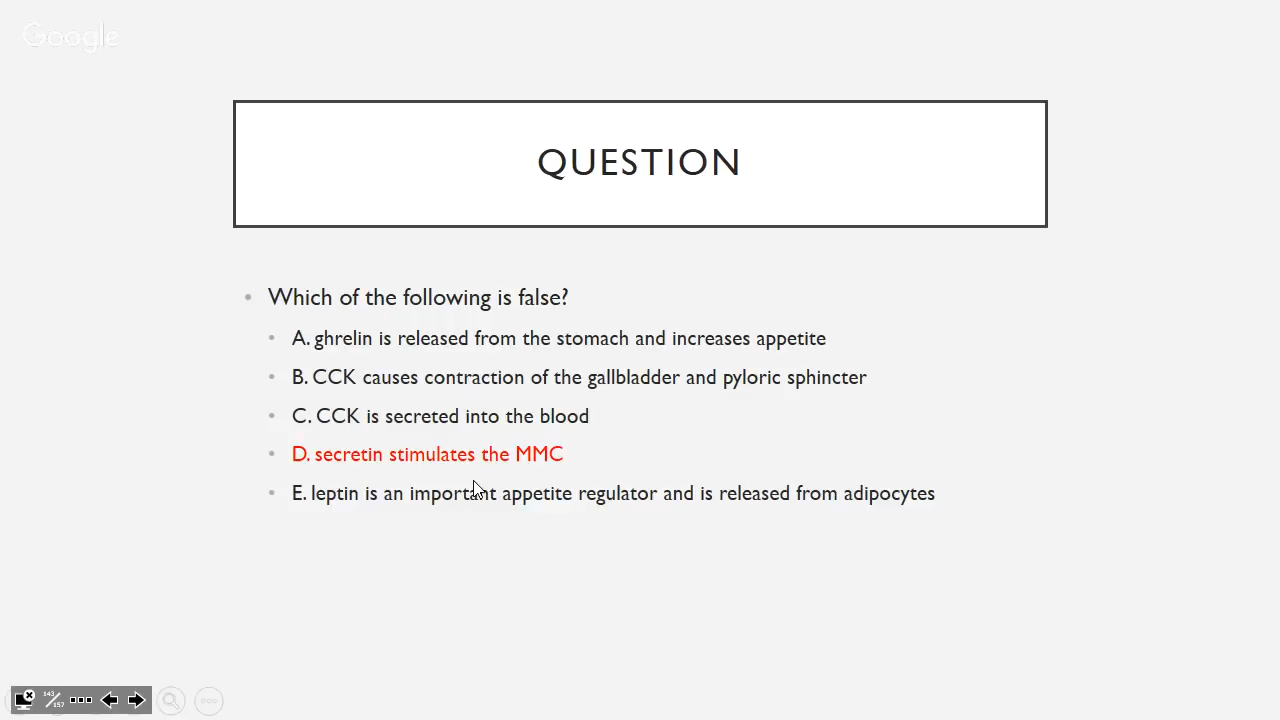 Google
QUESTION
• Which of the following is false?
• A. ghrelin is released from the stomach and increases appetite
• B. CCK causes contraction of the gallbladder and pyloric sphincter
• C. CCK is secreted into the blood
• D. secretin stimulates the MMC
• E. leptin is an important appetite regulator and is released from adipocytes
143/157